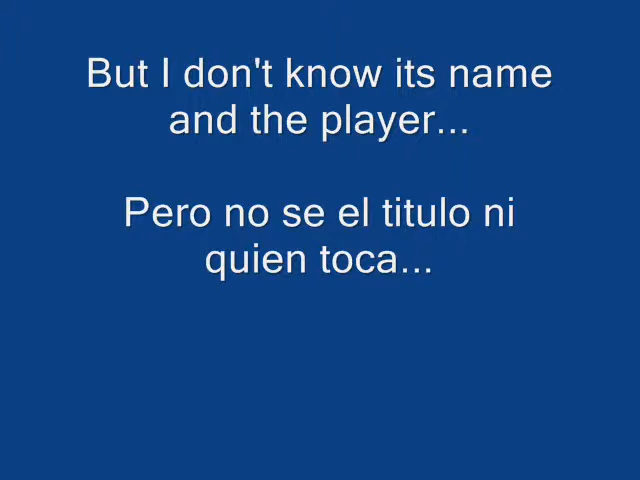 But I don't know its name
and the player...
Pero no se el titulo ni
quien toca...